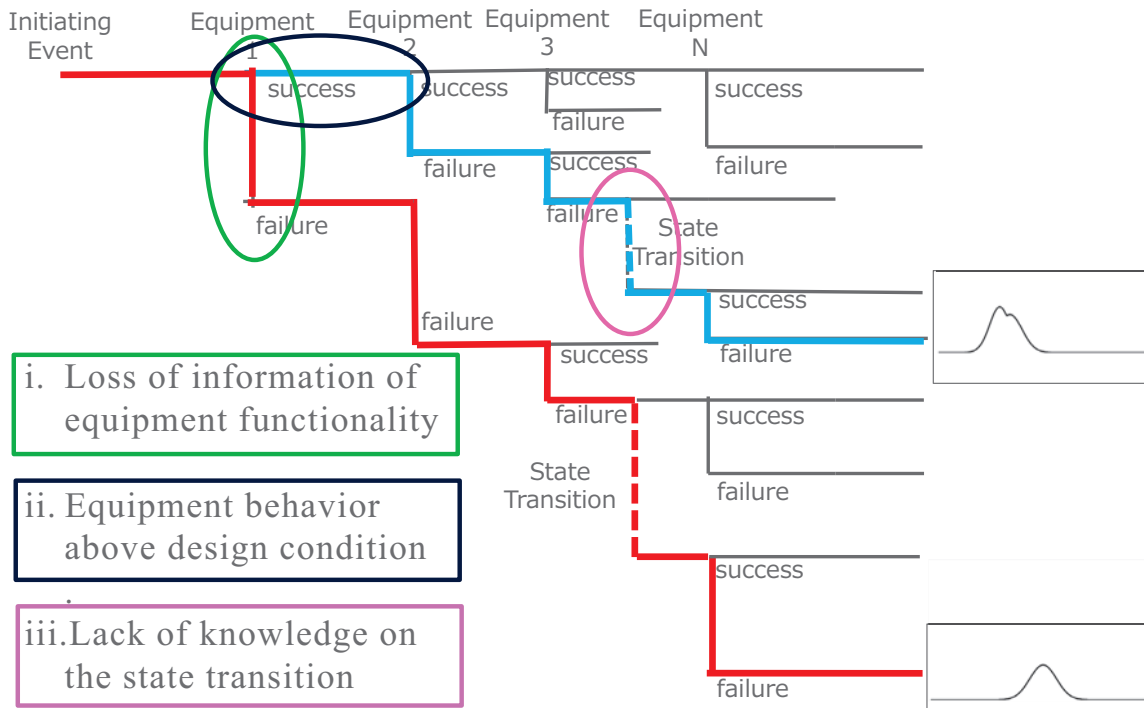 Initiating
Event
Equipment
1
Equipment
2
Equipment
3
Equipment
N
success
success
success
success
failure
failure
success
failure
failure
failure
State
Transition
success
failure
failure
success
failure
success
failure
State
Transition
success
failure
i. Loss of information of
equipment functionality
ii. Equipment behavior
above design condition
iii.Lack of knowledge on
the state transition